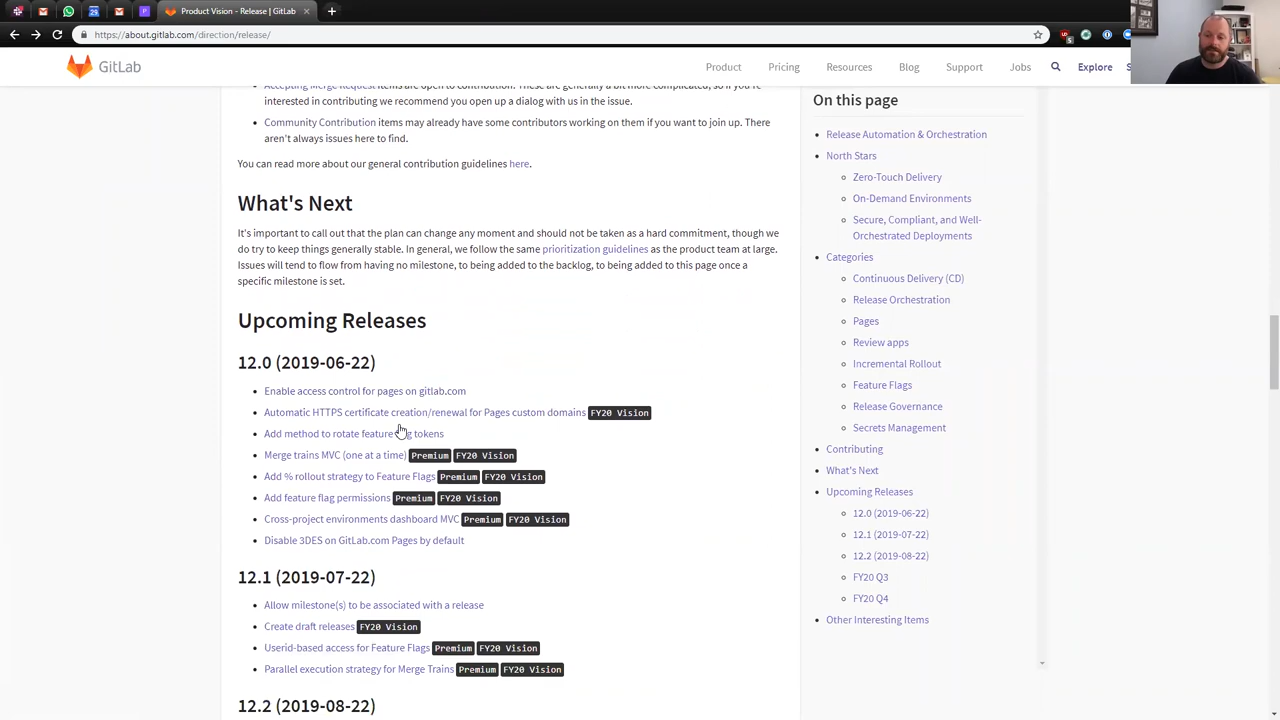 Product Vision - Release | GitLab
https://about.gitlab.com/direction/release/
GitLab
Product
Pricing
Resources
Blog
Support
Jobs
Explore
Accepting Merge Request items are open to contribution. These are generally a bit more complicated, so if you're
interested in contributing we recommend you open up a dialog with us in the issue.
Community Contribution items may already have some contributors working on them if you want to join up. There
aren't always issues here to find.
You can read more about our general contribution guidelines here.
What's Next
It's important to call out that the plan can change any moment and should not be taken as a hard commitment, though we
do try to keep things generally stable. In general, we follow the same prioritization guidelines as the product team at large.
Issues will tend to flow from having no milestone, to being added to the backlog, to being added to this page once a
specific milestone is set.
Upcoming Releases
12.0 (2019-06-22)
Enable access control for pages on gitlab.com
Automatic HTTPS certificate creation/renewal for Pages custom domains FY20 Vision
Add method to rotate feature tokens
Merge trains MVC (one at a time) Premium FY20 Vision
Add % rollout strategy to Feature Flags Premium FY20 Vision
Add feature flag permissions Premium FY20 Vision
Cross-project environments dashboard MVC Premium FY20 Vision
Disable 3DES on GitLab.com Pages by default
12.1 (2019-07-22)
Allow milestone(s) to be associated with a release
Create draft releases FY20 Vision
Userid-based access for Feature Flags Premium FY20 Vision
Parallel execution strategy for Merge Trains Premium FY20 Vision
12.2 (2019-08-22)
On this page
Release Automation & Orchestration
North Stars
Zero-Touch Delivery
On-Demand Environments
Secure, Compliant, and Well-
Orchestrated Deployments
Categories
Continuous Delivery (CD)
Release Orchestration
Pages
Review apps
Incremental Rollout
Feature Flags
Release Governance
Secrets Management
Contributing
What's Next
Upcoming Releases
12.0 (2019-06-22)
12.1 (2019-07-22)
12.2 (2019-08-22)
FY20 Q3
FY20 Q4
Other Interesting Items